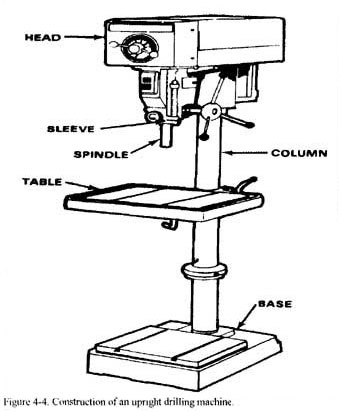 HEAD
SLEEVE
SPINDLE
COLUMN
TABLE
BASE
Figure 4-4. Construction of an upright drilling machine.